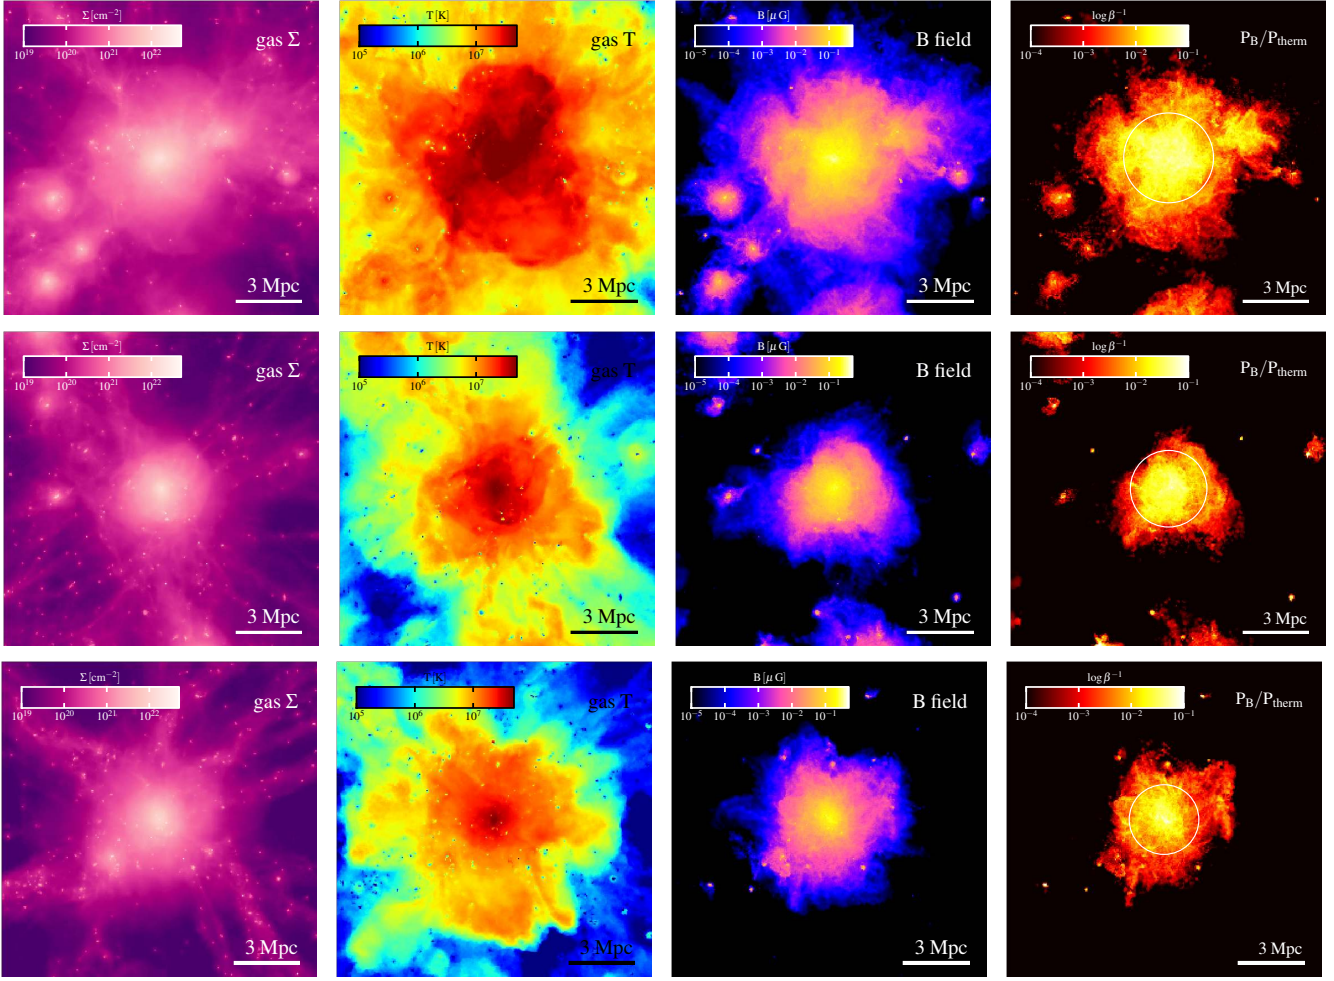 Σ [cm⁻²]
gas Σ
10¹⁹ 10²⁰ 10²¹ 10²²
3 Mpc
T [K]
gas T
10⁵ 10⁶ 10⁷
3 Mpc
B [μ G]
B field
10⁻⁵ 10⁻⁴ 10⁻³ 10⁻² 10⁻¹
3 Mpc
log β⁻¹
P_B/P_therm
10⁻⁴ 10⁻³ 10⁻² 10⁻¹
3 Mpc
Σ [cm⁻²]
gas Σ
10¹⁹ 10²⁰ 10²¹ 10²²
3 Mpc
T [K]
gas T
10⁵ 10⁶ 10⁷
3 Mpc
B [μ G]
B field
10⁻⁵ 10⁻⁴ 10⁻³ 10⁻² 10⁻¹
3 Mpc
log β⁻¹
P_B/P_therm
10⁻⁴ 10⁻³ 10⁻² 10⁻¹
3 Mpc
Σ [cm⁻²]
gas Σ
10¹⁹ 10²⁰ 10²¹ 10²²
3 Mpc
T [K]
gas T
10⁵ 10⁶ 10⁷
3 Mpc
B [μ G]
B field
10⁻⁵ 10⁻⁴ 10⁻³ 10⁻² 10⁻¹
3 Mpc
log β⁻¹
P_B/P_therm
10⁻⁴ 10⁻³ 10⁻² 10⁻¹
3 Mpc